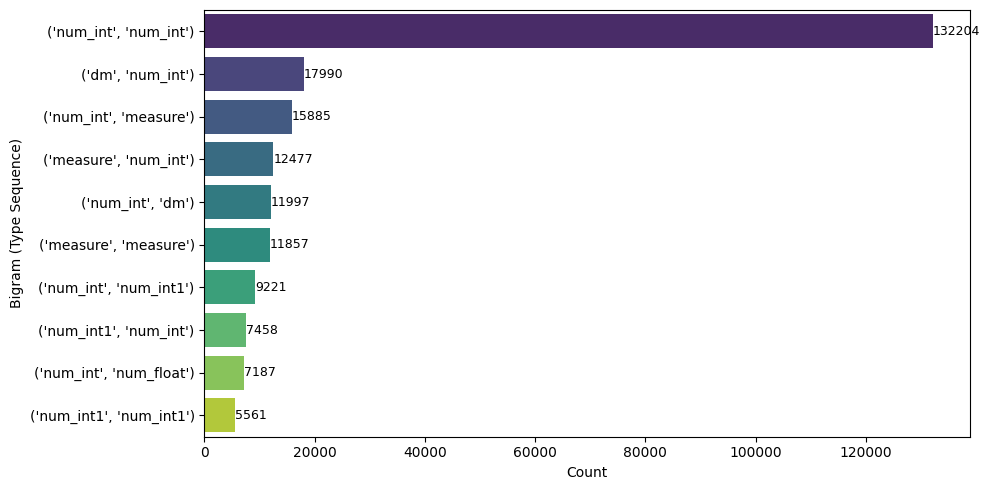 ('num_int', 'num_int') 132204
('dm', 'num_int') 17990
('num_int', 'measure') 15885
('measure', 'num_int') 12477
('num_int', 'dm') 11997
('measure', 'measure') 11857
('num_int', 'num_int1') 9221
('num_int1', 'num_int') 7458
('num_int', 'num_float') 7187
('num_int1', 'num_int1') 5561
Bigram (Type Sequence)
0 20000 40000 60000 80000 100000 120000
Count